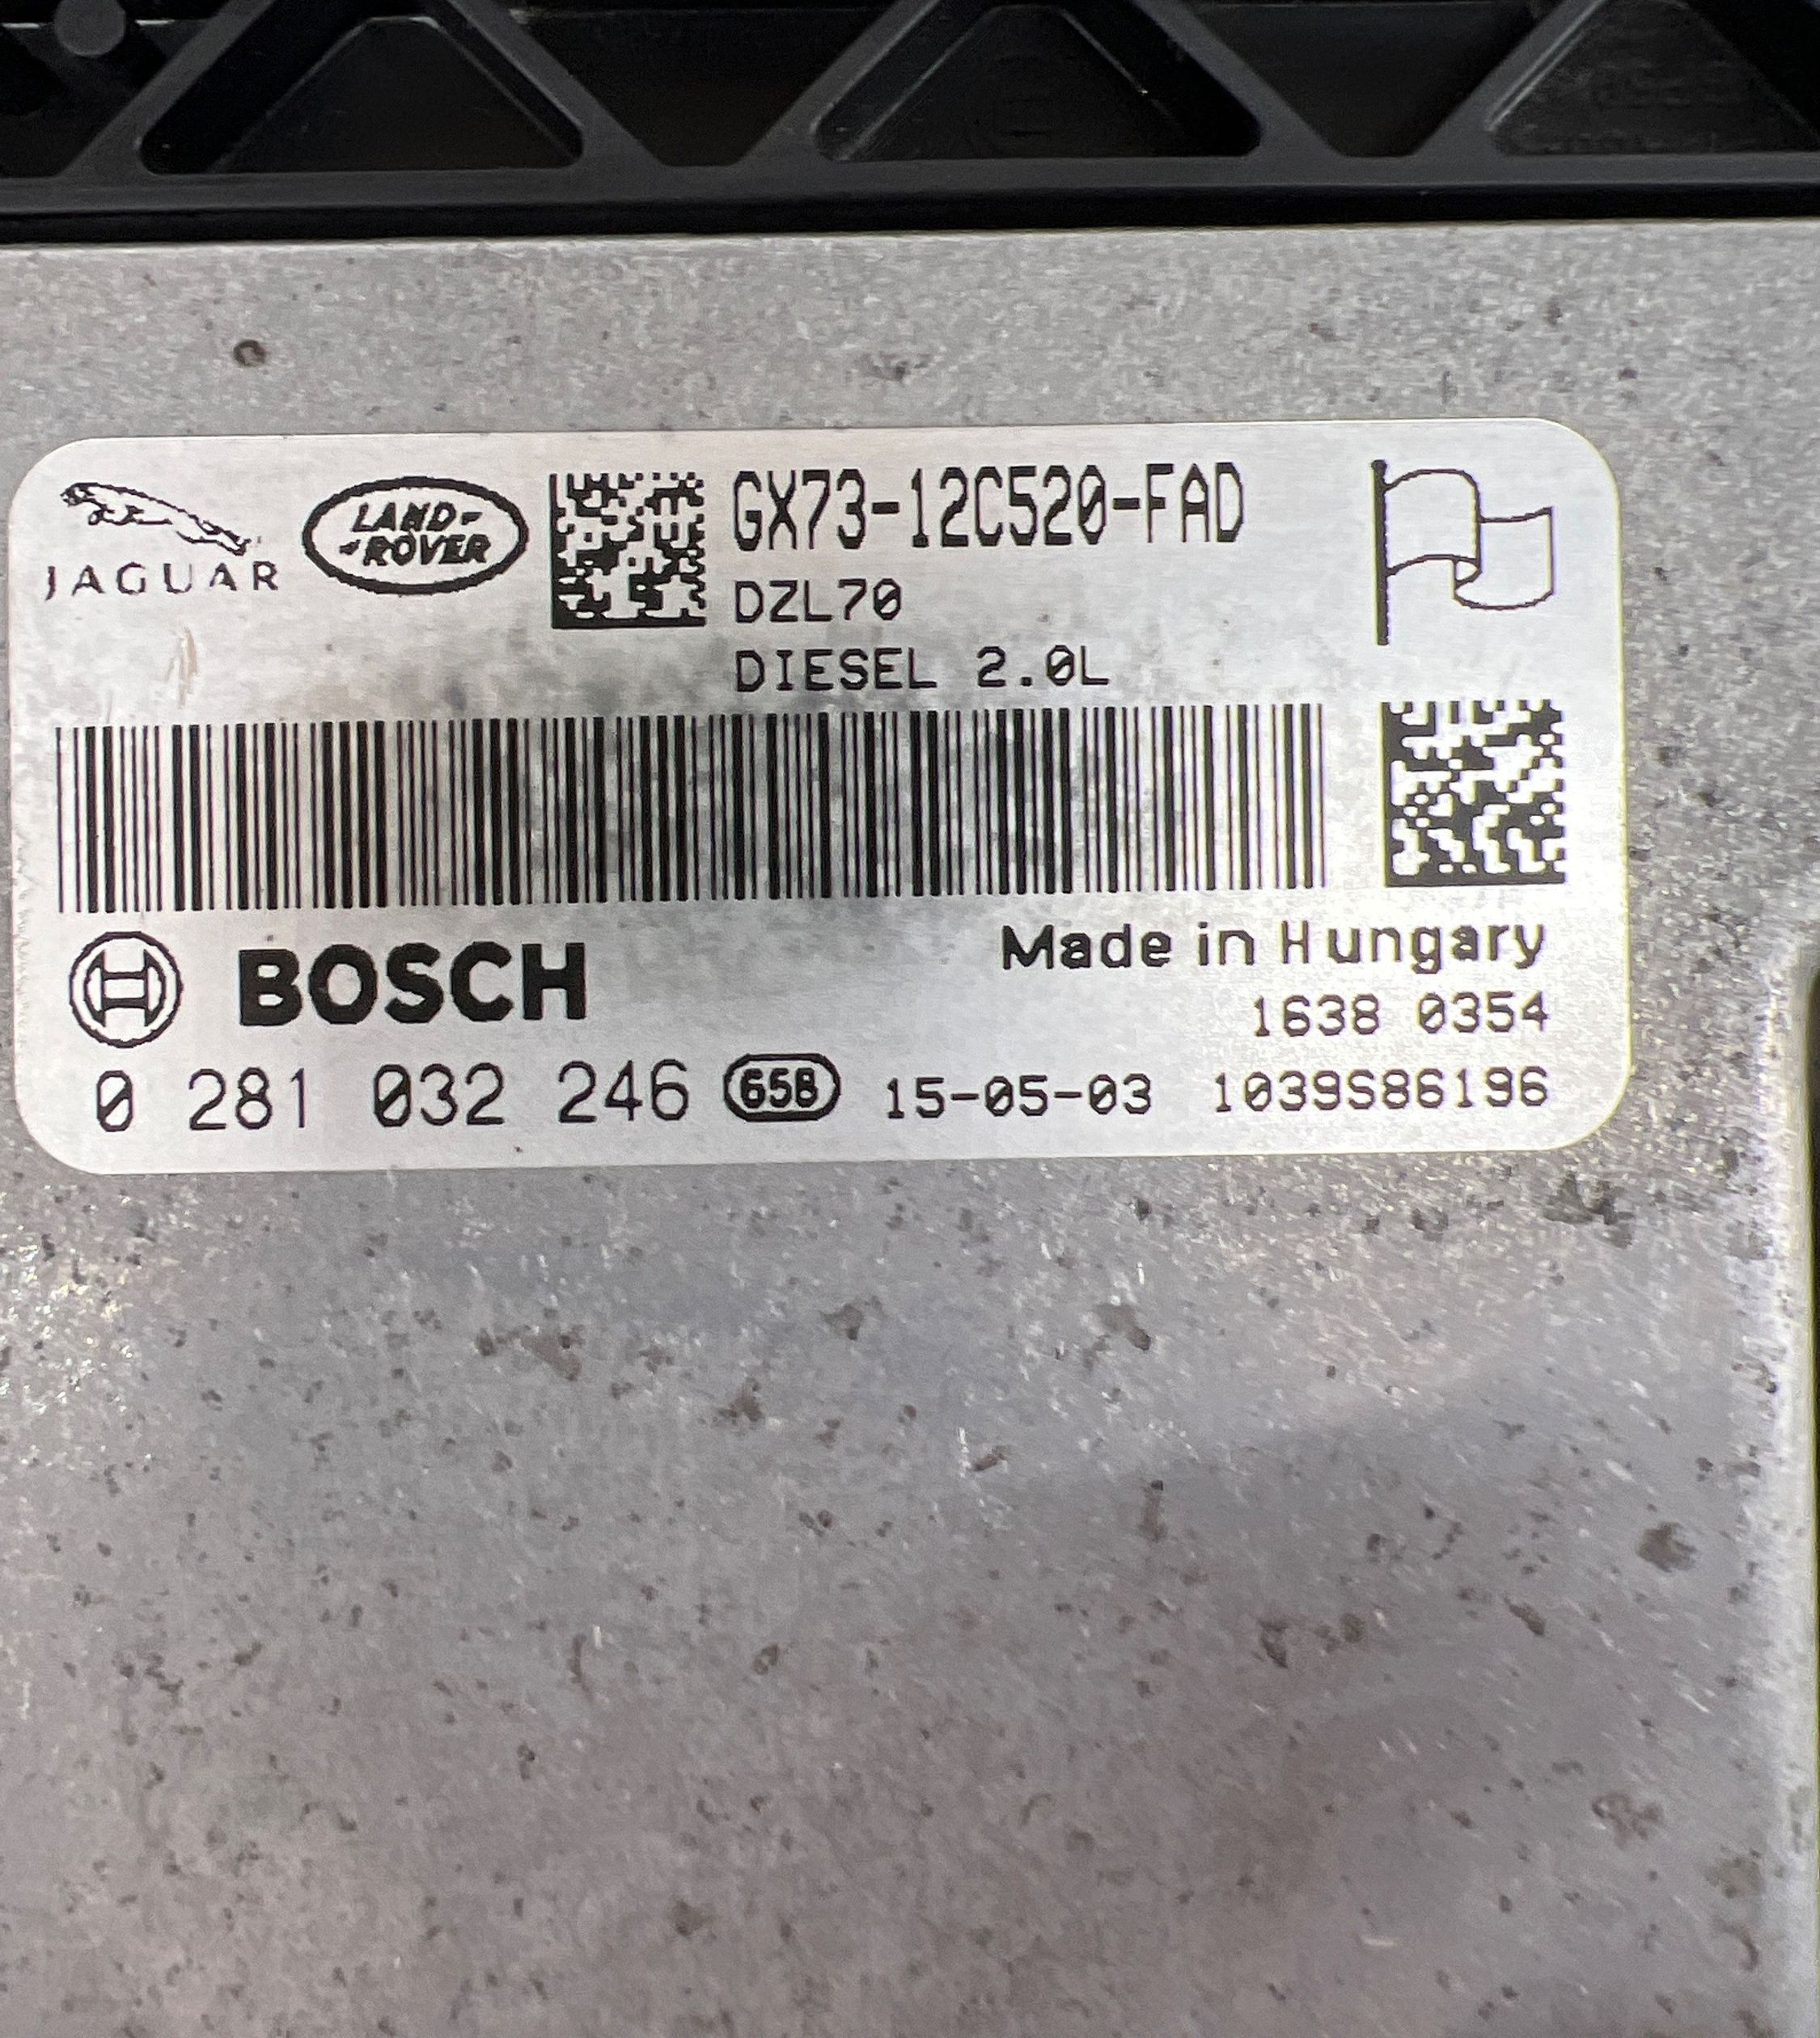 JAGUAR
LAND-
-ROVER
GX73-12C520-FAD
DZL70
DIESEL 2.0L
BOSCH
Made in Hungary
1638 0354
0 281 032 246 658 15-05-03 1039S86196